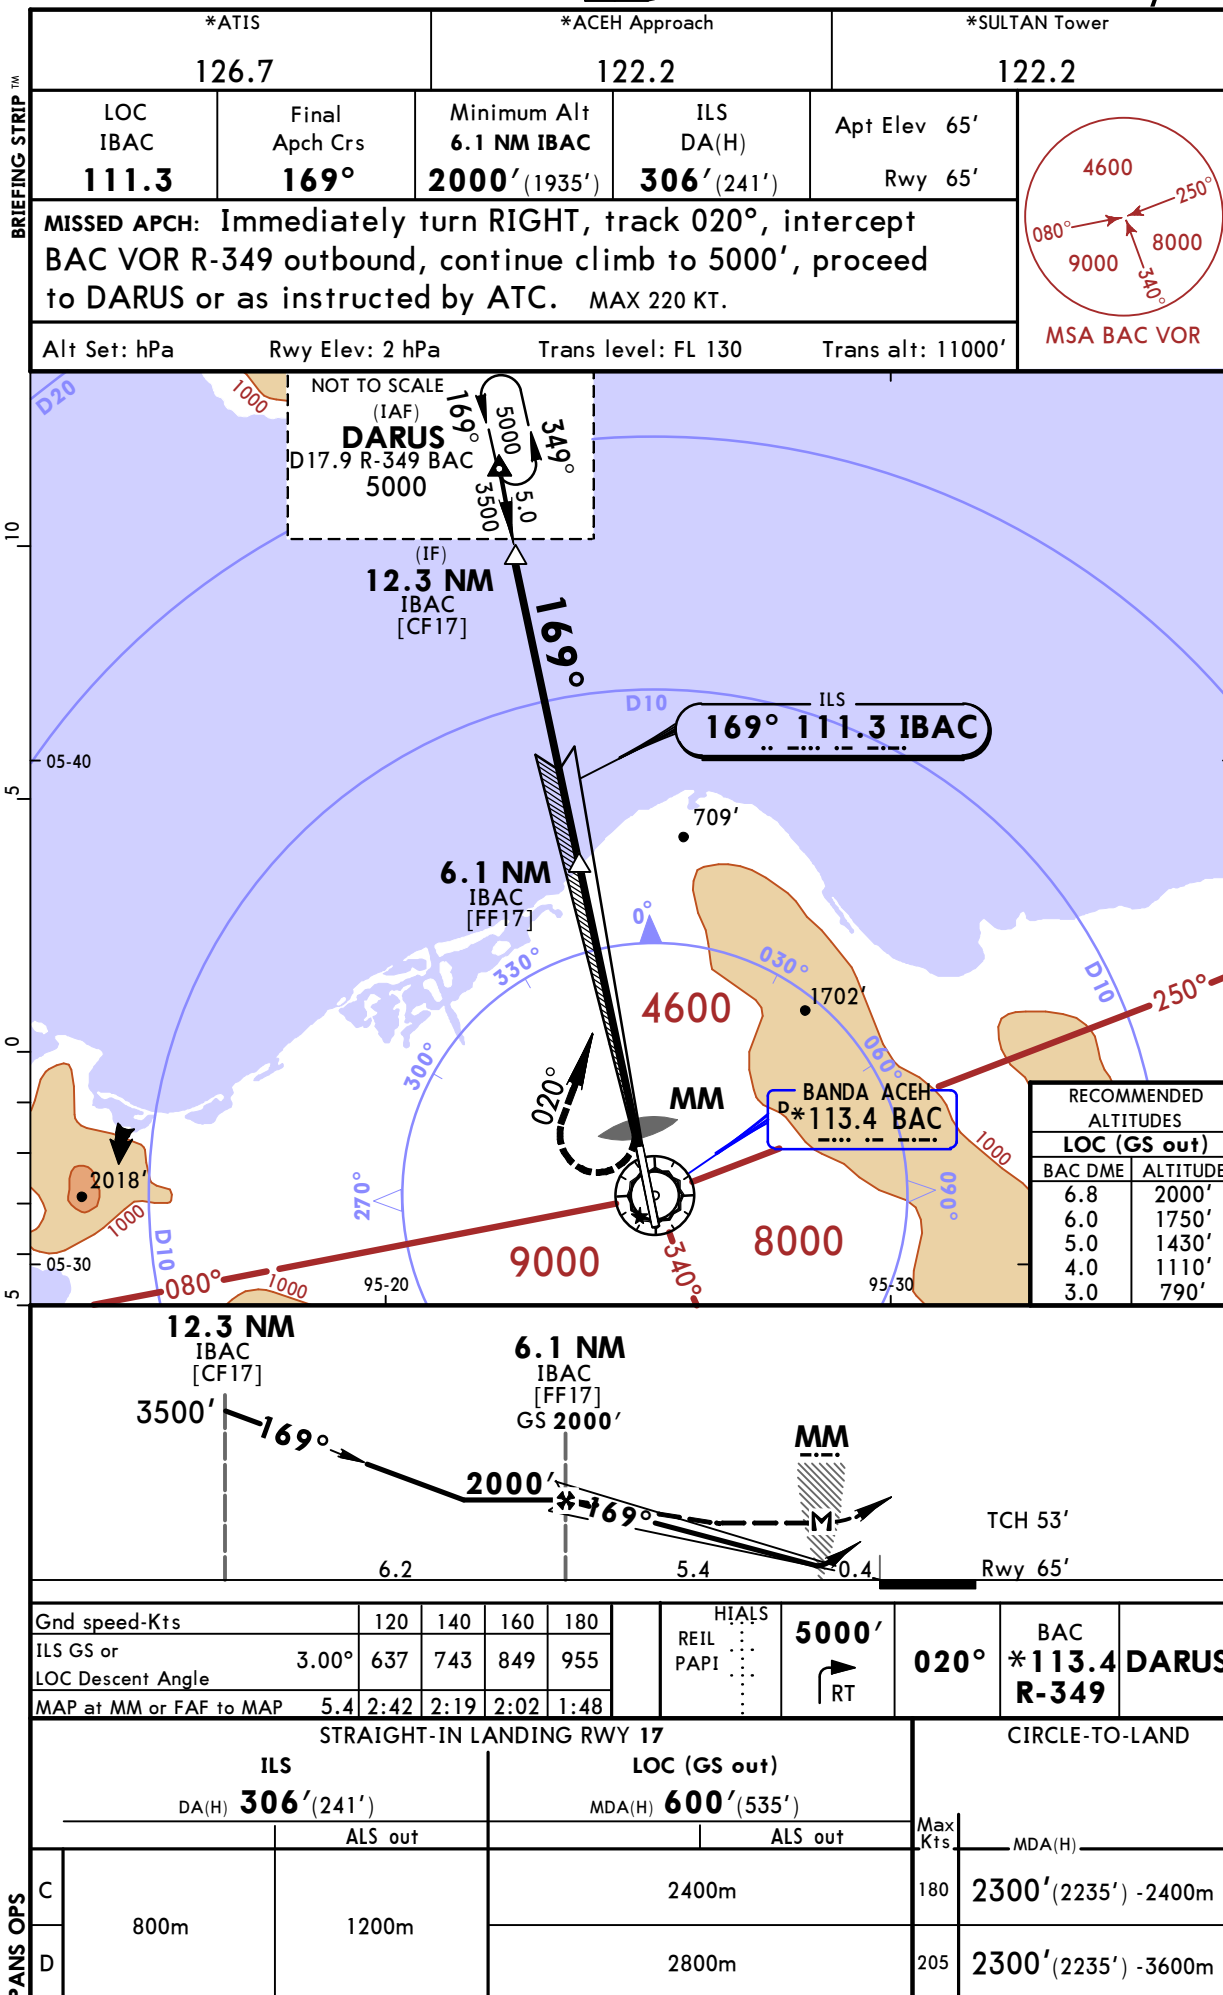 *ATIS
126.7
*ACEH Approach
122.2
*SULTAN Tower
122.2
BRIEFING STRIP ™
LOC
IBAC
111.3
Final
Apch Crs
169°
Minimum Alt
6.1 NM IBAC
2000′(1935′)
ILS
DA(H)
306′(241′)
Apt Elev 65′
Rwy 65′
MISSED APCH: Immediately turn RIGHT, track 020°, intercept
BAC VOR R-349 outbound, continue climb to 5000′, proceed
to DARUS or as instructed by ATC. MAX 220 KT.
Alt Set: hPa Rwy Elev: 2 hPa Trans level: FL 130 Trans alt: 11000′
4600
250°
080°
8000
9000
340°
MSA BAC VOR
D20
1000
NOT TO SCALE
(IAF)
DARUS
D17.9 R-349 BAC
5000
169°
5000
349°
3500
5.0
10
(IF)
12.3 NM
IBAC
[CF17]
169°
D10
ILS
169° 111.3 IBAC
05-40
5
709′
6.1 NM
IBAC
[FF17]
0°
330°
030°
D10
250°
1702′
4600
0
300°
060°
020°
MM
BANDA ACEH
D*113.4 BAC
1000
2018′
1000
270°
090°
D10
9000
8000
340°
05-30
080°
1000
95-20
95-30
5
RECOMMENDED
ALTITUDES
LOC (GS out)
BAC DME ALTITUDE
6.8 2000′
6.0 1750′
5.0 1430′
4.0 1110′
3.0 790′
12.3 NM
IBAC
[CF17]
6.1 NM
IBAC
[FF17]
GS 2000′
3500′
169°
MM
2000′
169°
M
TCH 53′
6.2
5.4
0.4
Rwy 65′
Gnd speed-Kts 120 140 160 180
ILS GS or
LOC Descent Angle 3.00° 637 743 849 955
MAP at MM or FAF to MAP 5.4 2:42 2:19 2:02 1:48
HIALS
REIL
PAPI
5000′
RT
020°
BAC
*113.4
R-349
DARUS
STRAIGHT-IN LANDING RWY 17
CIRCLE-TO-LAND
ILS
LOC (GS out)
DA(H) 306′(241′)
MDA(H) 600′(535′)
ALS out
ALS out
Max
Kts
MDA(H)
PANS OPS
C
800m
1200m
2400m
180
2300′(2235′) -2400m
D
2800m
205
2300′(2235′) -3600m